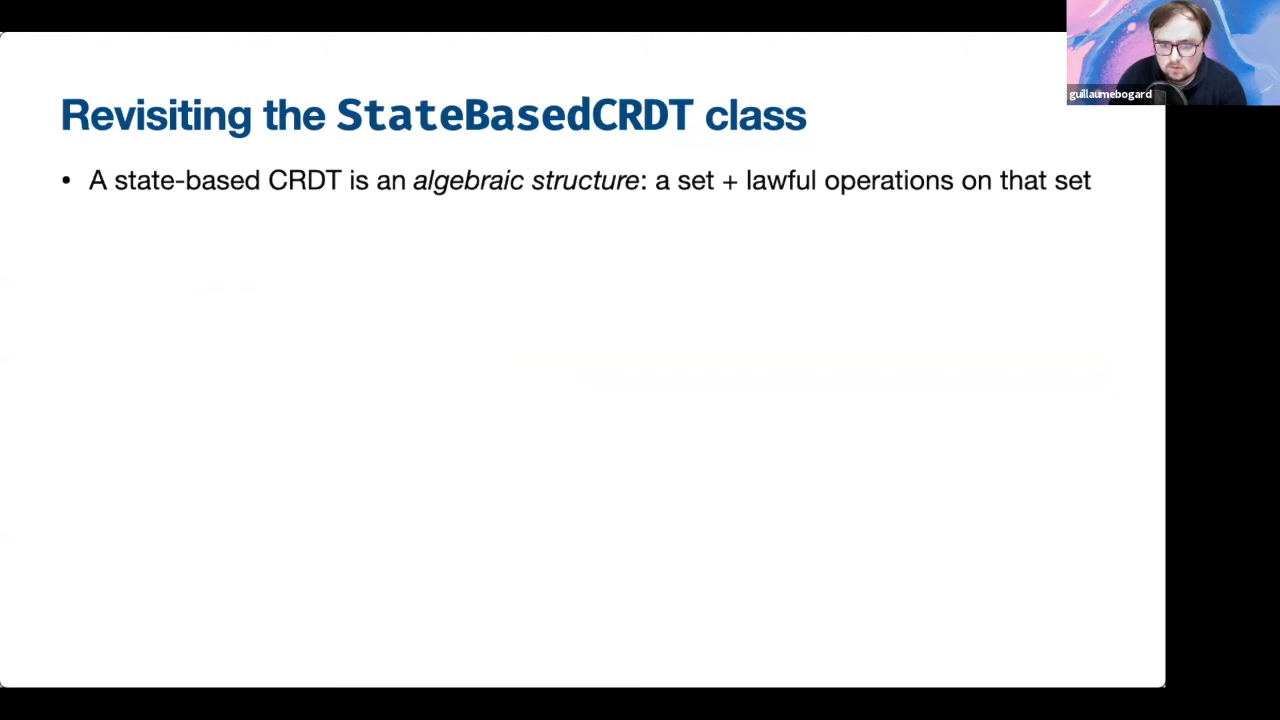 guillaumebogard
Revisiting the StateBasedCRDT class
• A state-based CRDT is an algebraic structure: a set + lawful operations on that set